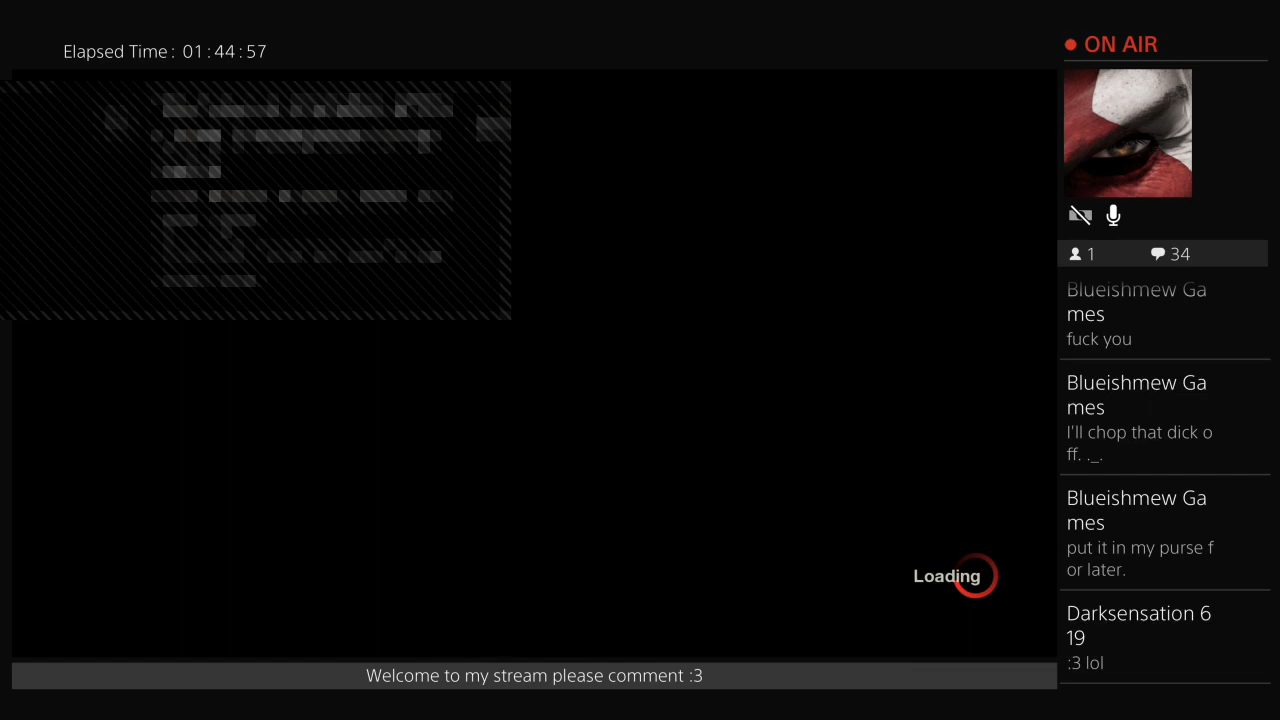 Elapsed Time: 01:44:57
ON AIR
1
34
Blueishmew Ga
mes
fuck you
Blueishmew Ga
mes
I'll chop that dick o
ff. ._.
Blueishmew Ga
mes
put it in my purse f
or later.
Darksensation 6
19
:3 lol
Loading
Welcome to my stream please comment :3